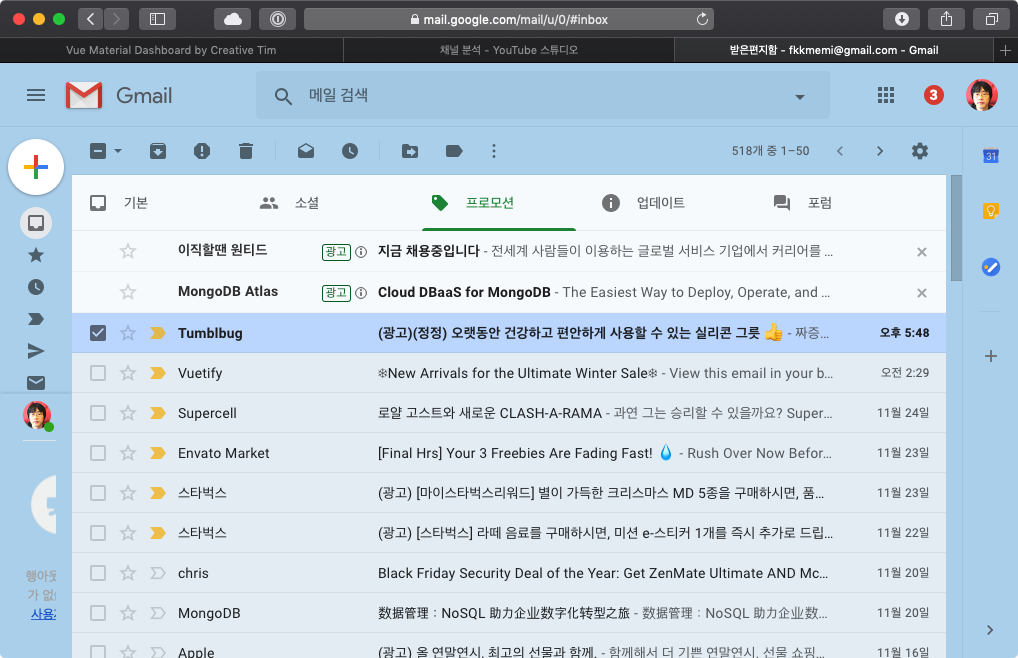 mail.google.com/mail/u/0/#inbox
Vue Material Dashboard by Creative Tim
채널 분석 - YouTube 스튜디오
받은편지함 - fkkmemi@gmail.com - Gmail
Gmail
메일 검색
3
518개 중 1–50
31
기본
소셜
프로모션
업데이트
포럼
이직할땐 원티드 광고 지금 채용중입니다 - 전세계 사람들이 이용하는 글로벌 서비스 기업에서 커리어를 ...
MongoDB Atlas 광고 Cloud DBaaS for MongoDB - The Easiest Way to Deploy, Operate, and ...
Tumblbug (광고)(정정) 오랫동안 건강하고 편안하게 사용할 수 있는 실리콘 그릇 👍 - 짜증... 오후 5:48
Vuetify ❄New Arrivals for the Ultimate Winter Sale❄ - View this email in your b... 오전 2:29
Supercell 로얄 고스트와 새로운 CLASH-A-RAMA - 과연 그는 승리할 수 있을까요? Super... 11월 24일
Envato Market [Final Hrs] Your 3 Freebies Are Fading Fast! 💧 - Rush Over Now Befor... 11월 23일
스타벅스 (광고) [마이스타벅스리워드] 별이 가득한 크리스마스 MD 5종을 구매하시면, 품... 11월 23일
스타벅스 (광고) [스타벅스] 라떼 음료를 구매하시면, 미션 e-스티커 1개를 즉시 추가로 드립... 11월 22일
chris Black Friday Security Deal of the Year: Get ZenMate Ultimate AND Mc... 11월 20일
MongoDB 数据管理：NoSQL 助力企业数字化转型之旅 - 数据管理：NoSQL 助力企业数... 11월 20일
Apple (광고) 올 연말연시, 최고의 선물과 함께. - 함께해서 더 기쁜 연말연시, 선물 쇼핑... 11월 16일
행아웃
가 없
사용